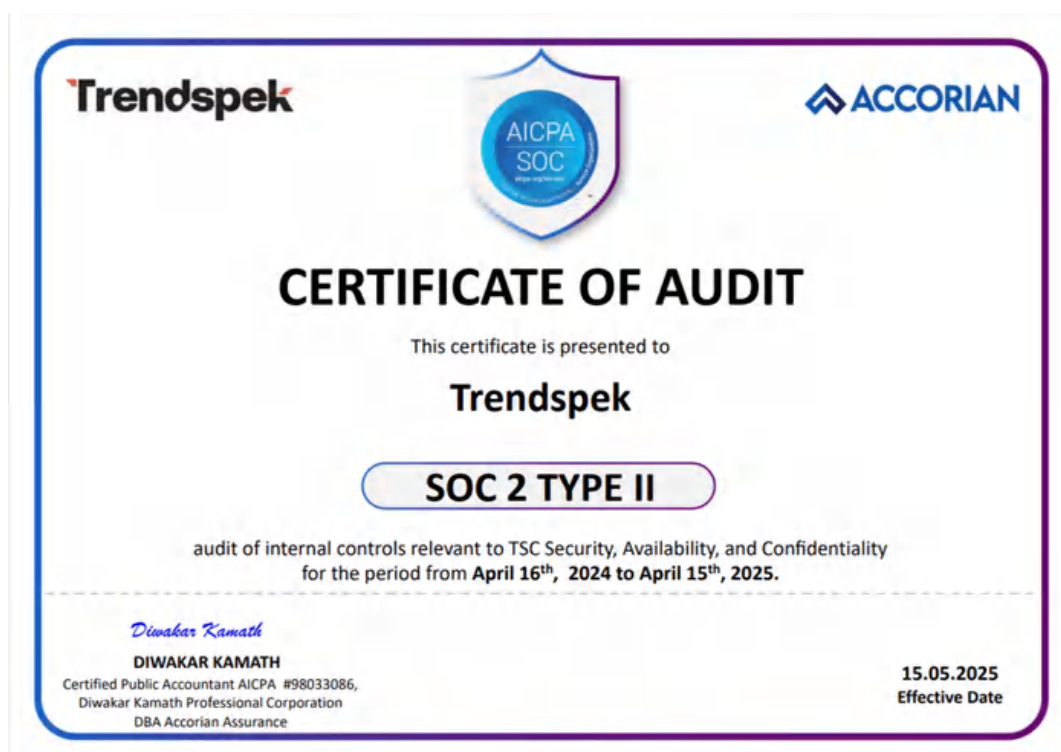 Trendspek
ACCORIAN
AICPA
SOC
CERTIFICATE OF AUDIT
This certificate is presented to
Trendspek
SOC 2 TYPE II
audit of internal controls relevant to TSC Security, Availability, and Confidentiality
for the period from April 16th, 2024 to April 15th, 2025.
Diwakar Kamath
DIWAKAR KAMATH
Certified Public Accountant AICPA #98033086,
Diwakar Kamath Professional Corporation
DBA Accorian Assurance
15.05.2025
Effective Date